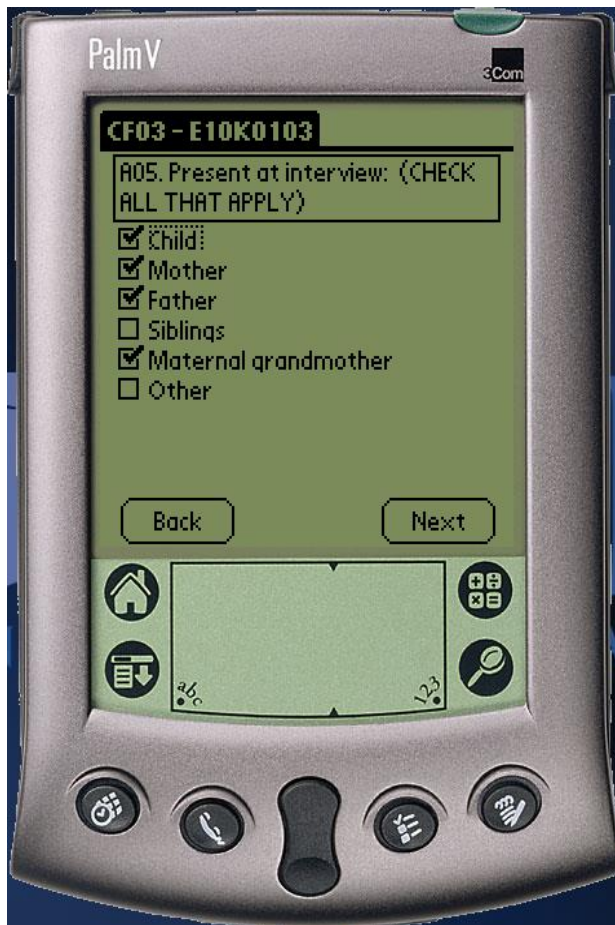 PalmV
3Com
CF03 - E10K0103
A05. Present at interview: (CHECK
ALL THAT APPLY)
Child
Mother
Father
Siblings
Maternal grandmother
Other
Back
Next
abc
123